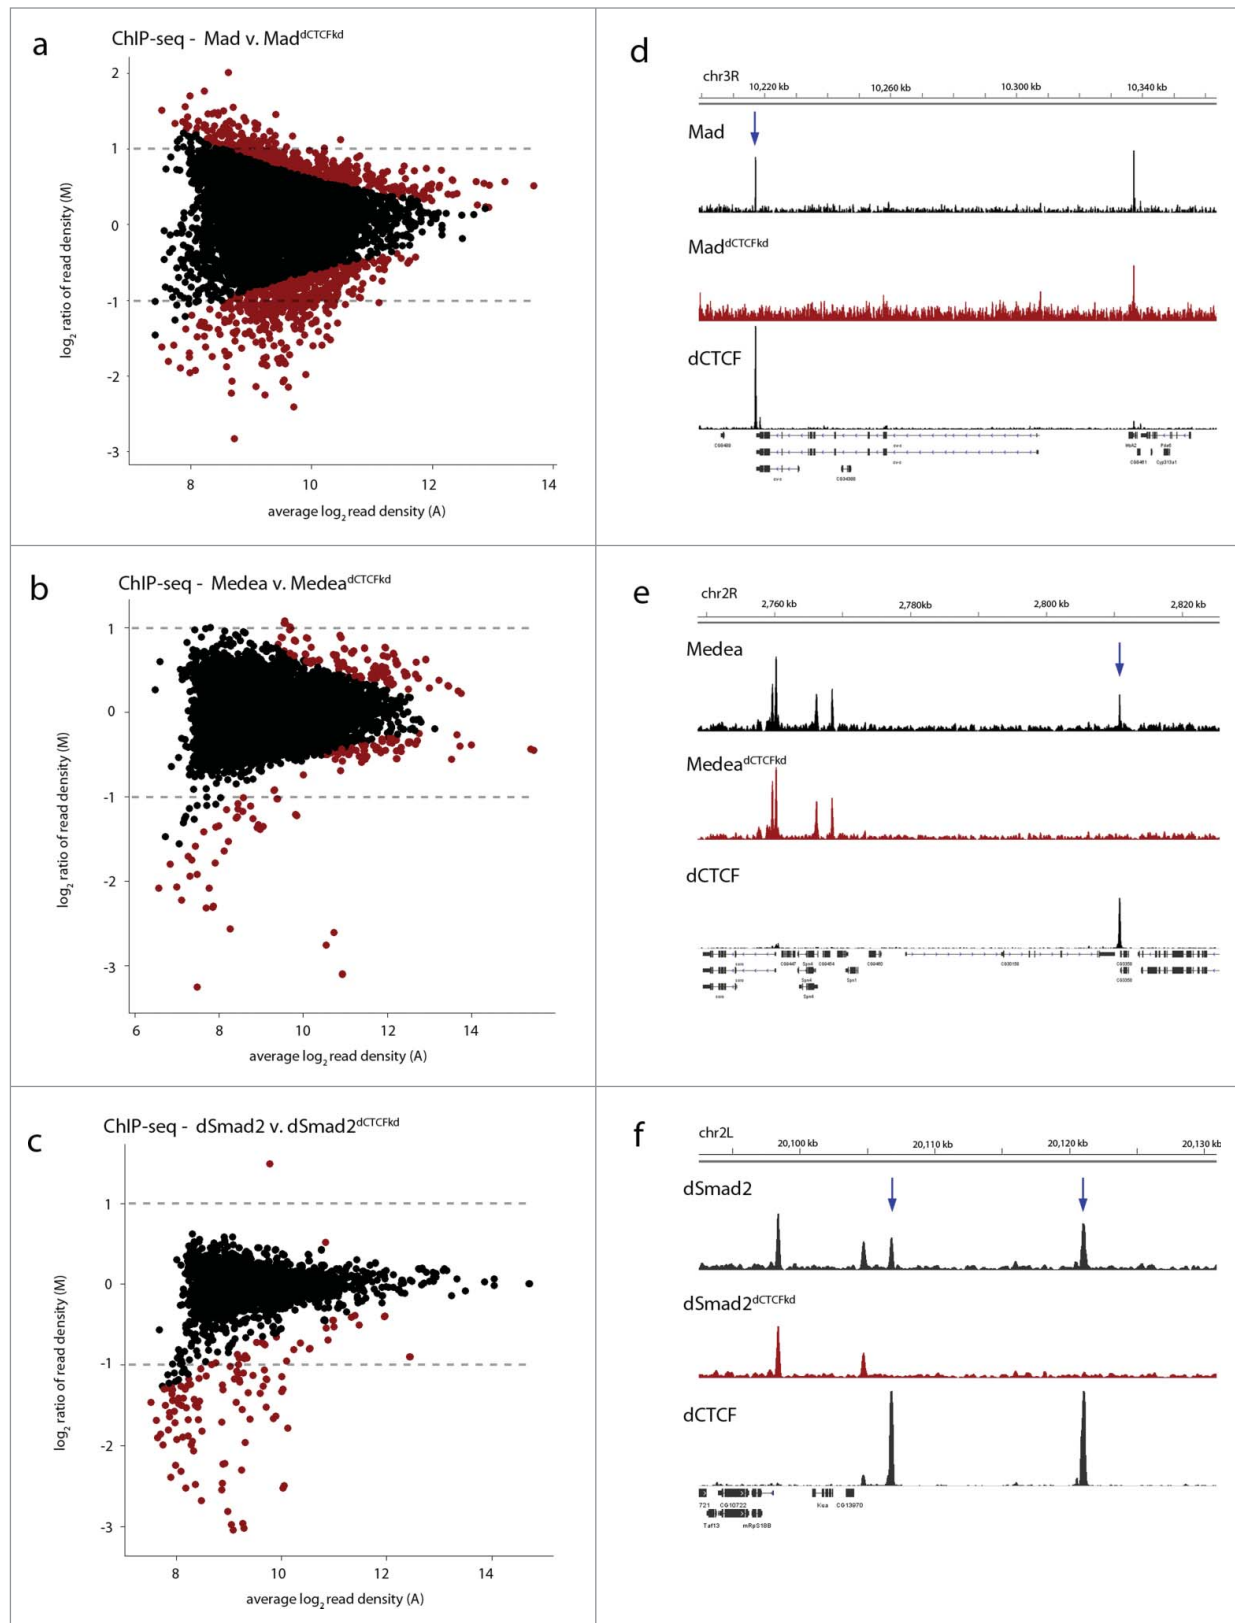 a
ChIP-seq - Mad v. Mad^dCTCFkd
2
1
0
-1
-2
-3
log₂ ratio of read density (M)
8 10 12 14
average log₂ read density (A)
b
ChIP-seq - Medea v. Medea^dCTCFkd
1
0
-1
-2
-3
log₂ ratio of read density (M)
6 8 10 12 14
average log₂ read density (A)
c
ChIP-seq - dSmad2 v. dSmad2^dCTCFkd
1
0
-1
-2
-3
log₂ ratio of read density (M)
8 10 12 14
average log₂ read density (A)
d
chr3R
10,220 kb 10,260 kb 10.300 kb 10,340 kb
Mad
Mad^dCTCFkd
dCTCF
e
chr2R
2,760 kb 2,780kb 2,800 kb 2,820 kb
Medea
Medea^dCTCFkd
dCTCF
f
chr2L
20,100 kb 20,110 kb 20,120 kb 20,130 kb
dSmad2
dSmad2^dCTCFkd
dCTCF
721 CG10722 Ksa CG13970
Taf13 mRpS18B